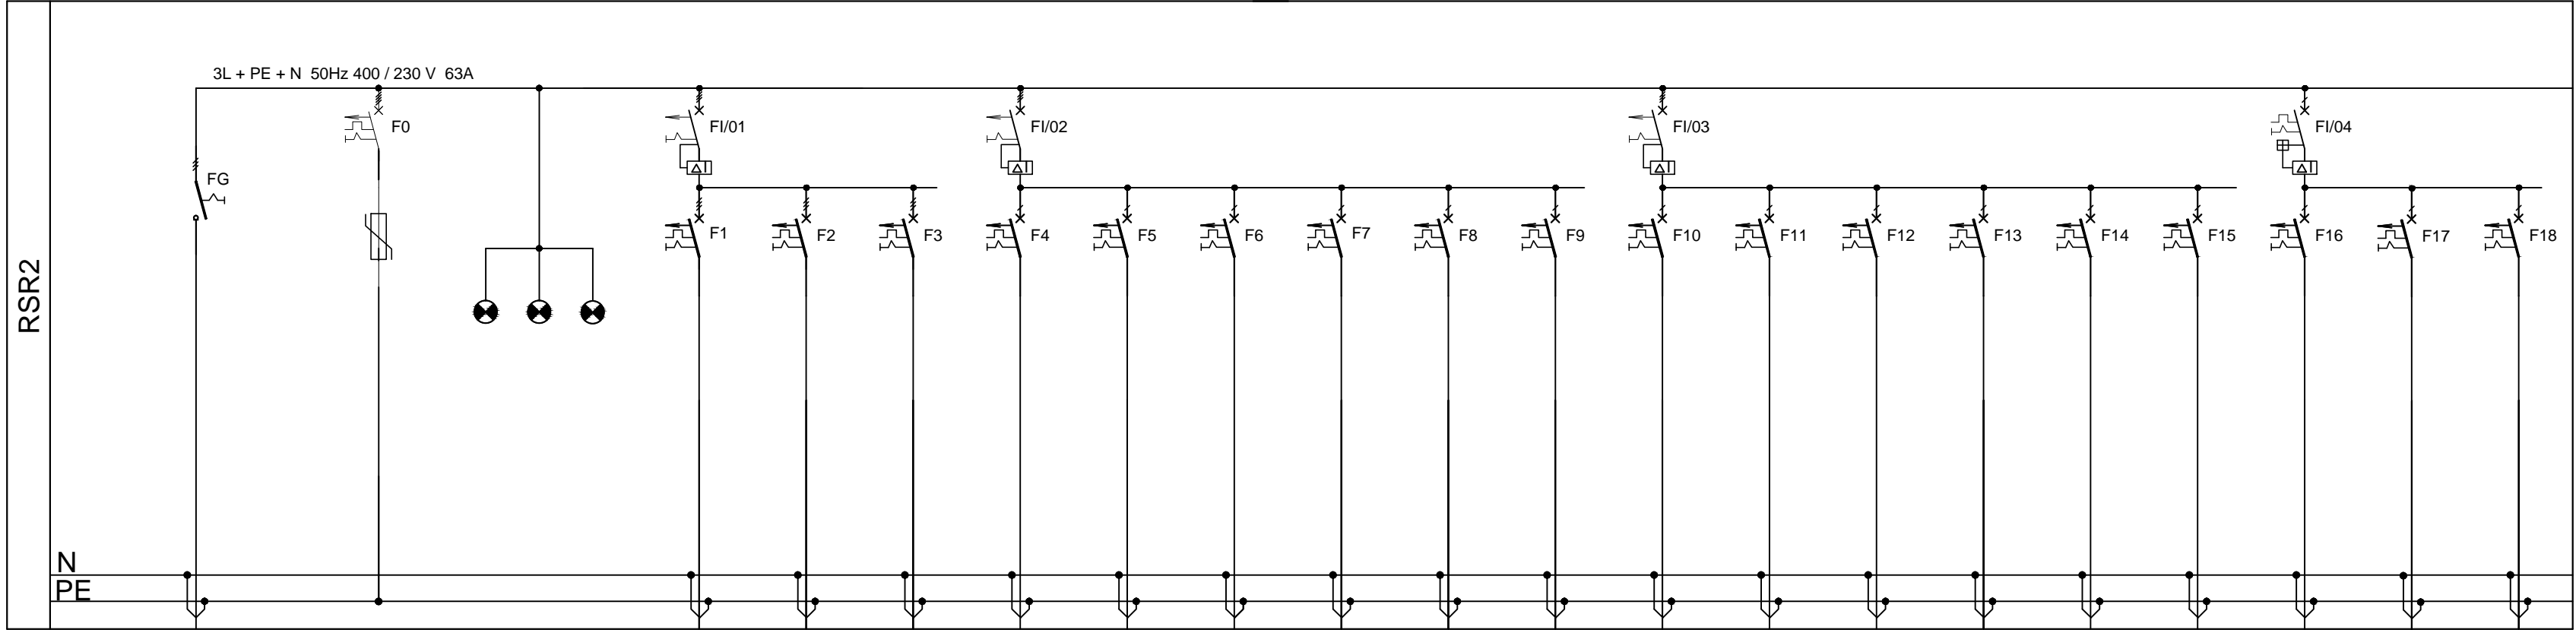 RSR2
3L + PE + N 50Hz 400 / 230 V 63A
F0
FI/01
FI/02
FI/03
FI/04
FG
F1
F2
F3
F4
F5
F6
F7
F8
F9
F10
F11
F12
F13
F14
F15
F16
F17
F18
N
PE